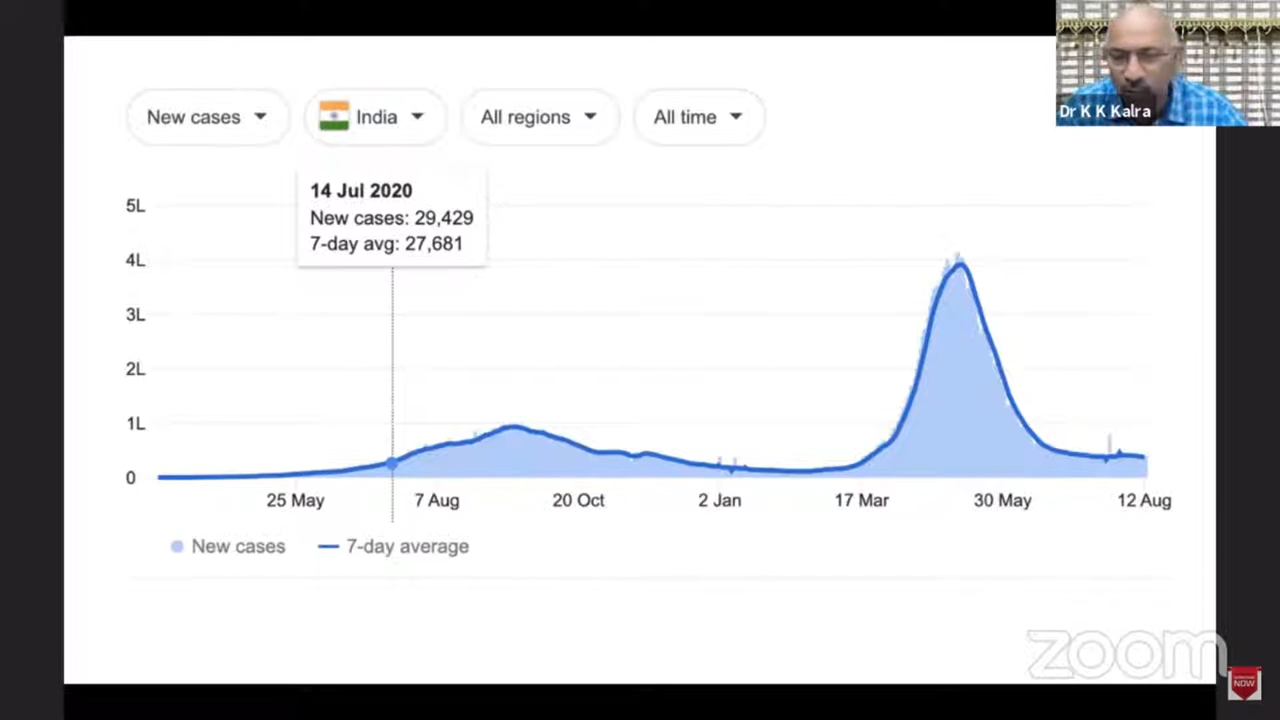 New cases
India
All regions
All time
Dr K K Kalra
14 Jul 2020
New cases: 29,429
7-day avg: 27,681
5L
4L
3L
2L
1L
0
25 May
7 Aug
20 Oct
2 Jan
17 Mar
30 May
12 Aug
New cases
7-day average
zoom
NOW